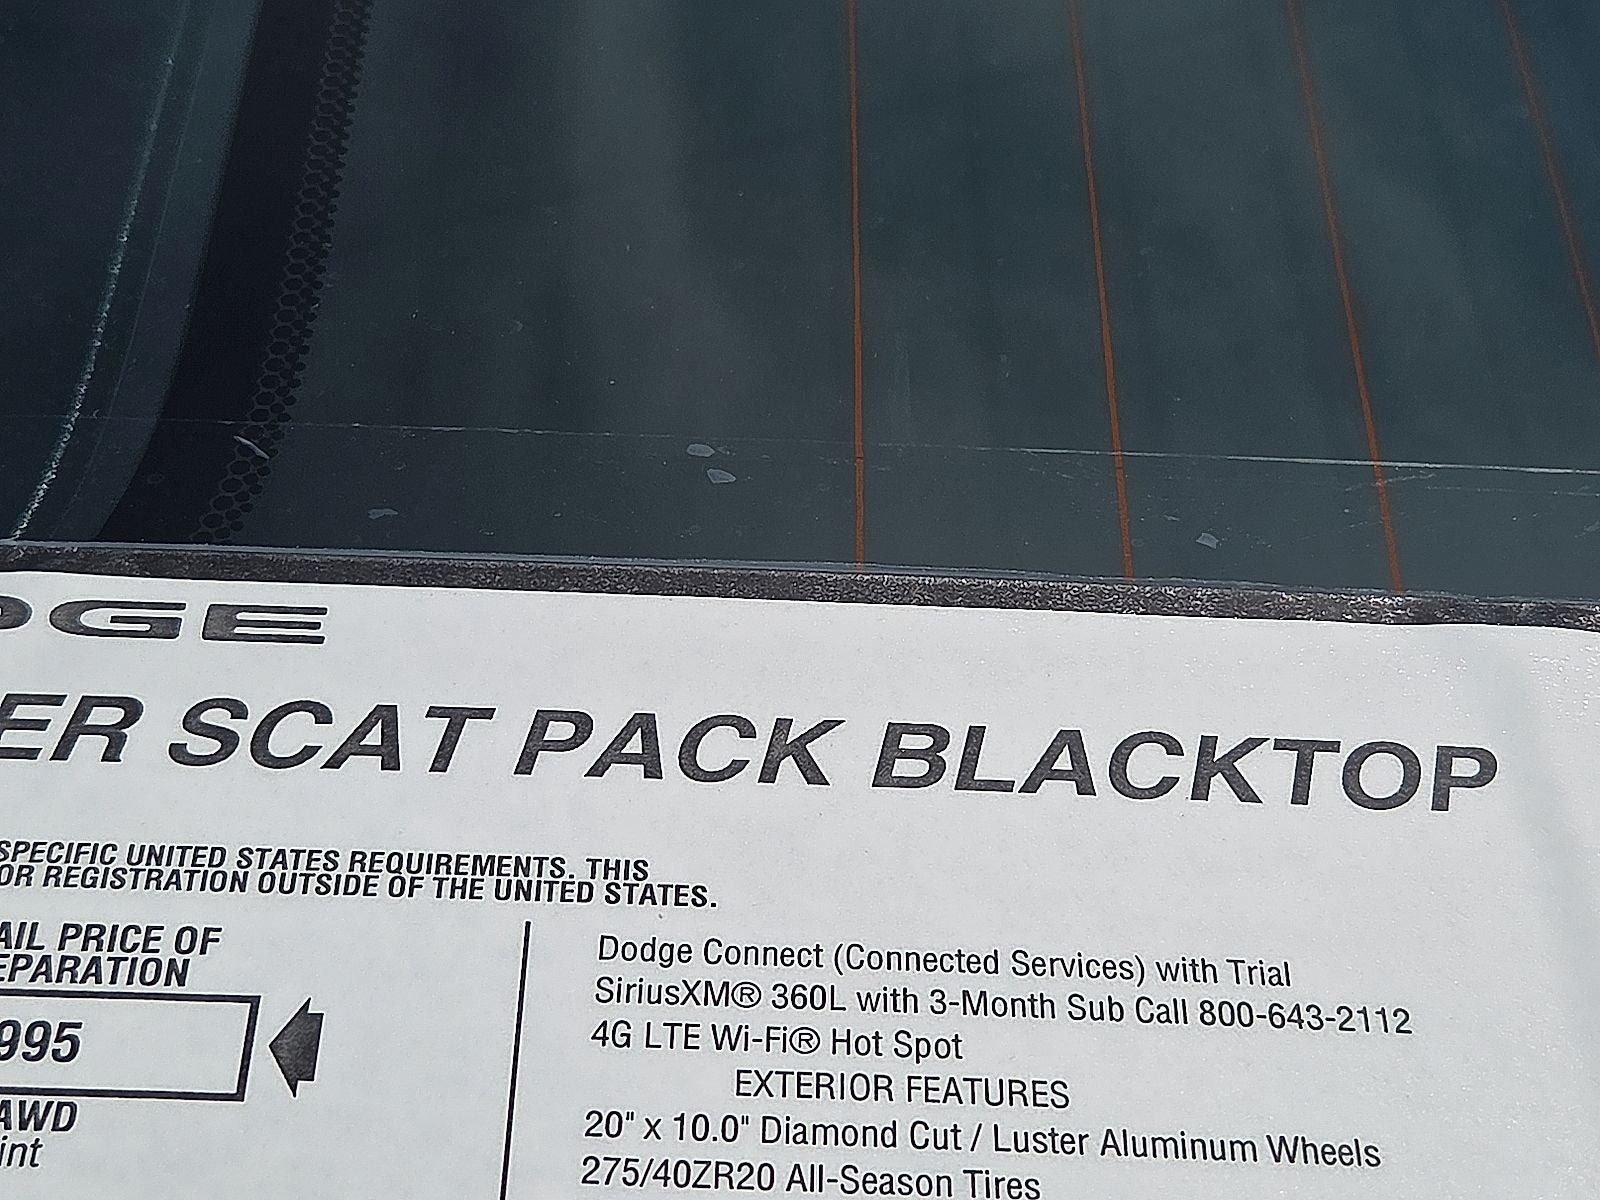 DGE
ER SCAT PACK BLACKTOP
SPECIFIC UNITED STATES REQUIREMENTS. THIS
OR REGISTRATION OUTSIDE OF THE UNITED STATES.
AIL PRICE OF
EPARATION
995
AWD
int
Dodge Connect (Connected Services) with Trial
SiriusXM® 360L with 3-Month Sub Call 800-643-2112
4G LTE Wi-Fi® Hot Spot
EXTERIOR FEATURES
20" x 10.0" Diamond Cut / Luster Aluminum Wheels
275/40ZR20 All-Season Tires